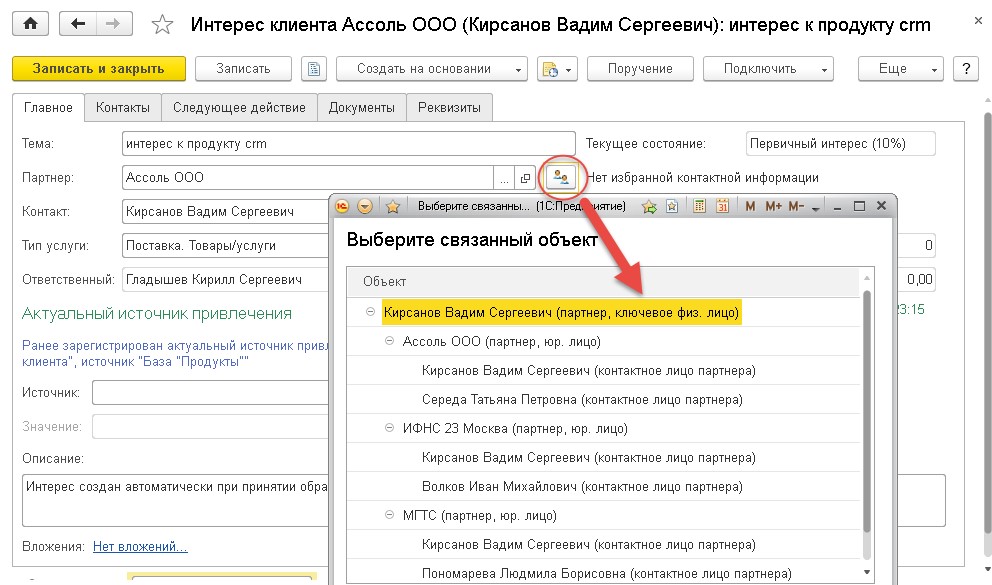 Интерес клиента Ассоль ООО (Кирсанов Вадим Сергеевич): интерес к продукту crm
Записать и закрыть Записать Создать на основании Поручение Подключить Еще ?
Главное Контакты Следующее действие Документы Реквизиты
Тема: интерес к продукту crm Текущее состояние: Первичный интерес (10%)
Партнер: Ассоль ООО ... Нет избранной контактной информации
Контакт: Кирсанов Вадим Сергеевич
Тип услуги: Поставка. Товары/услуги 0
Ответственный: Гладышев Кирилл Сергеевич 0,00
Актуальный источник привлечения 23:15
Ранее зарегистрирован актуальный источник
клиента", источник "База "Продукты""
Источник:
Значение:
Описание:
Интерес создан автоматически при принятии
Вложения: Нет вложений...
Выберите связанны... (1С:Предприятие) 31 M M+ M-
Выберите связанный объект
Объект
Кирсанов Вадим Сергеевич (партнер, ключевое физ. лицо)
Ассоль ООО (партнер, юр. лицо)
Кирсанов Вадим Сергеевич (контактное лицо партнера)
Середа Татьяна Петровна (контактное лицо партнера)
ИФНС 23 Москва (партнер, юр. лицо)
Кирсанов Вадим Сергеевич (контактное лицо партнера)
Волков Иван Михайлович (контактное лицо партнера)
МГТС (партнер, юр. лицо)
Кирсанов Вадим Сергеевич (контактное лицо партнера)
Пономарева Людмила Борисовна (контактное лицо партнера)